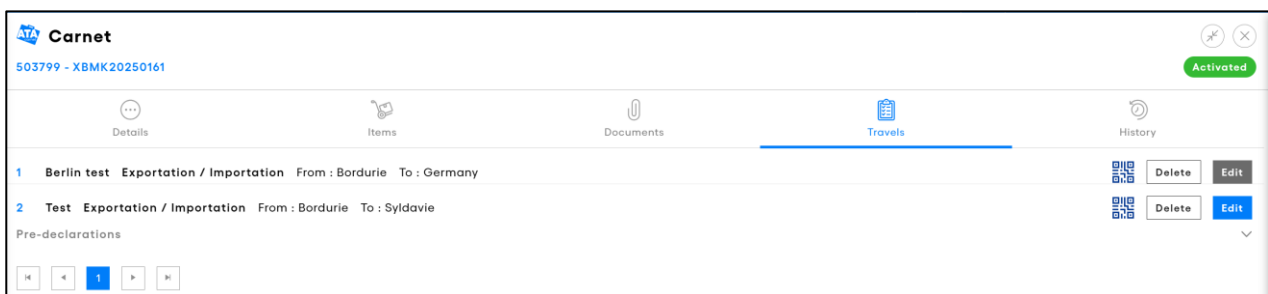 ATA Carnet
503799 - XBMK20250161
Activated
Details Items Documents Travels History
1 Berlin test Exportation / Importation From : Bordurie To : Germany Delete Edit
2 Test Exportation / Importation From : Bordurie To : Syldavie Delete Edit
Pre-declarations
1